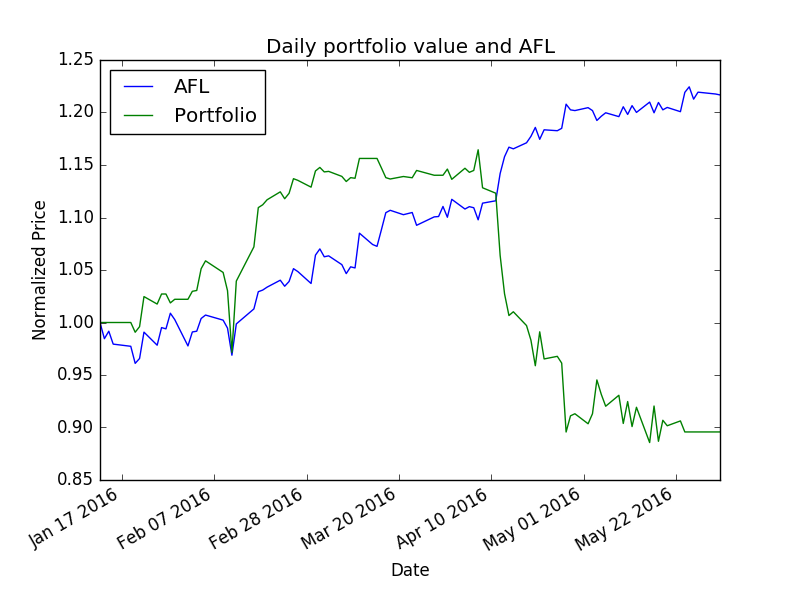 Daily portfolio value and AFL
AFL
Portfolio
1.25
1.20
1.15
1.10
1.05
1.00
0.95
0.90
0.85
Normalized Price
Jan 17 2016
Feb 07 2016
Feb 28 2016
Mar 20 2016
Apr 10 2016
May 01 2016
May 22 2016
Date